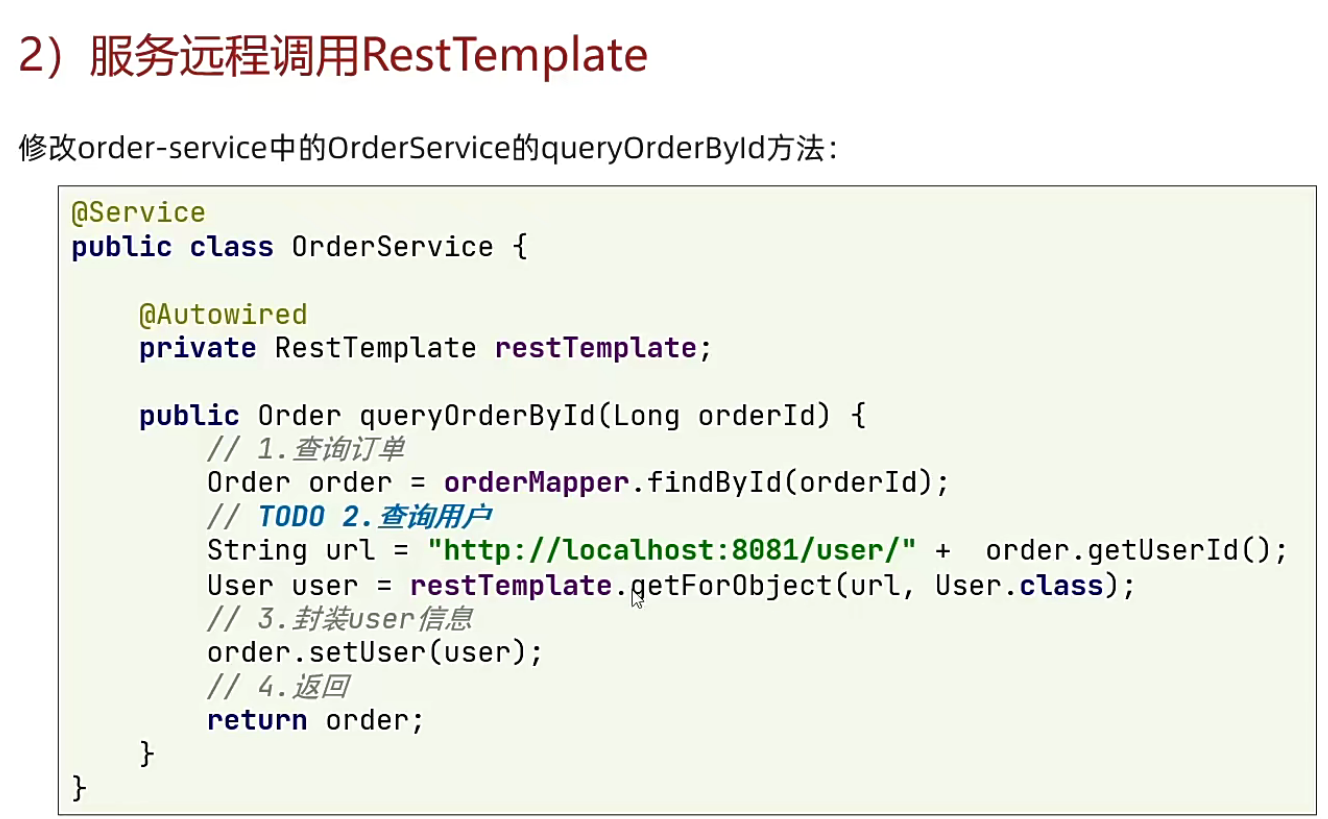 2）服务远程调用RestTemplate
修改order-service中的OrderService的queryOrderById方法：
@Service
public class OrderService {
@Autowired
private RestTemplate restTemplate;
public Order queryOrderById(Long orderId) {
// 1.查询订单
Order order = orderMapper.findById(orderId);
// TODO 2.查询用户
String url = "http://localhost:8081/user/" +  order.getUserId();
User user = restTemplate.getForObject(url, User.class);
// 3.封装user信息
order.setUser(user);
// 4.返回
return order;
}
}